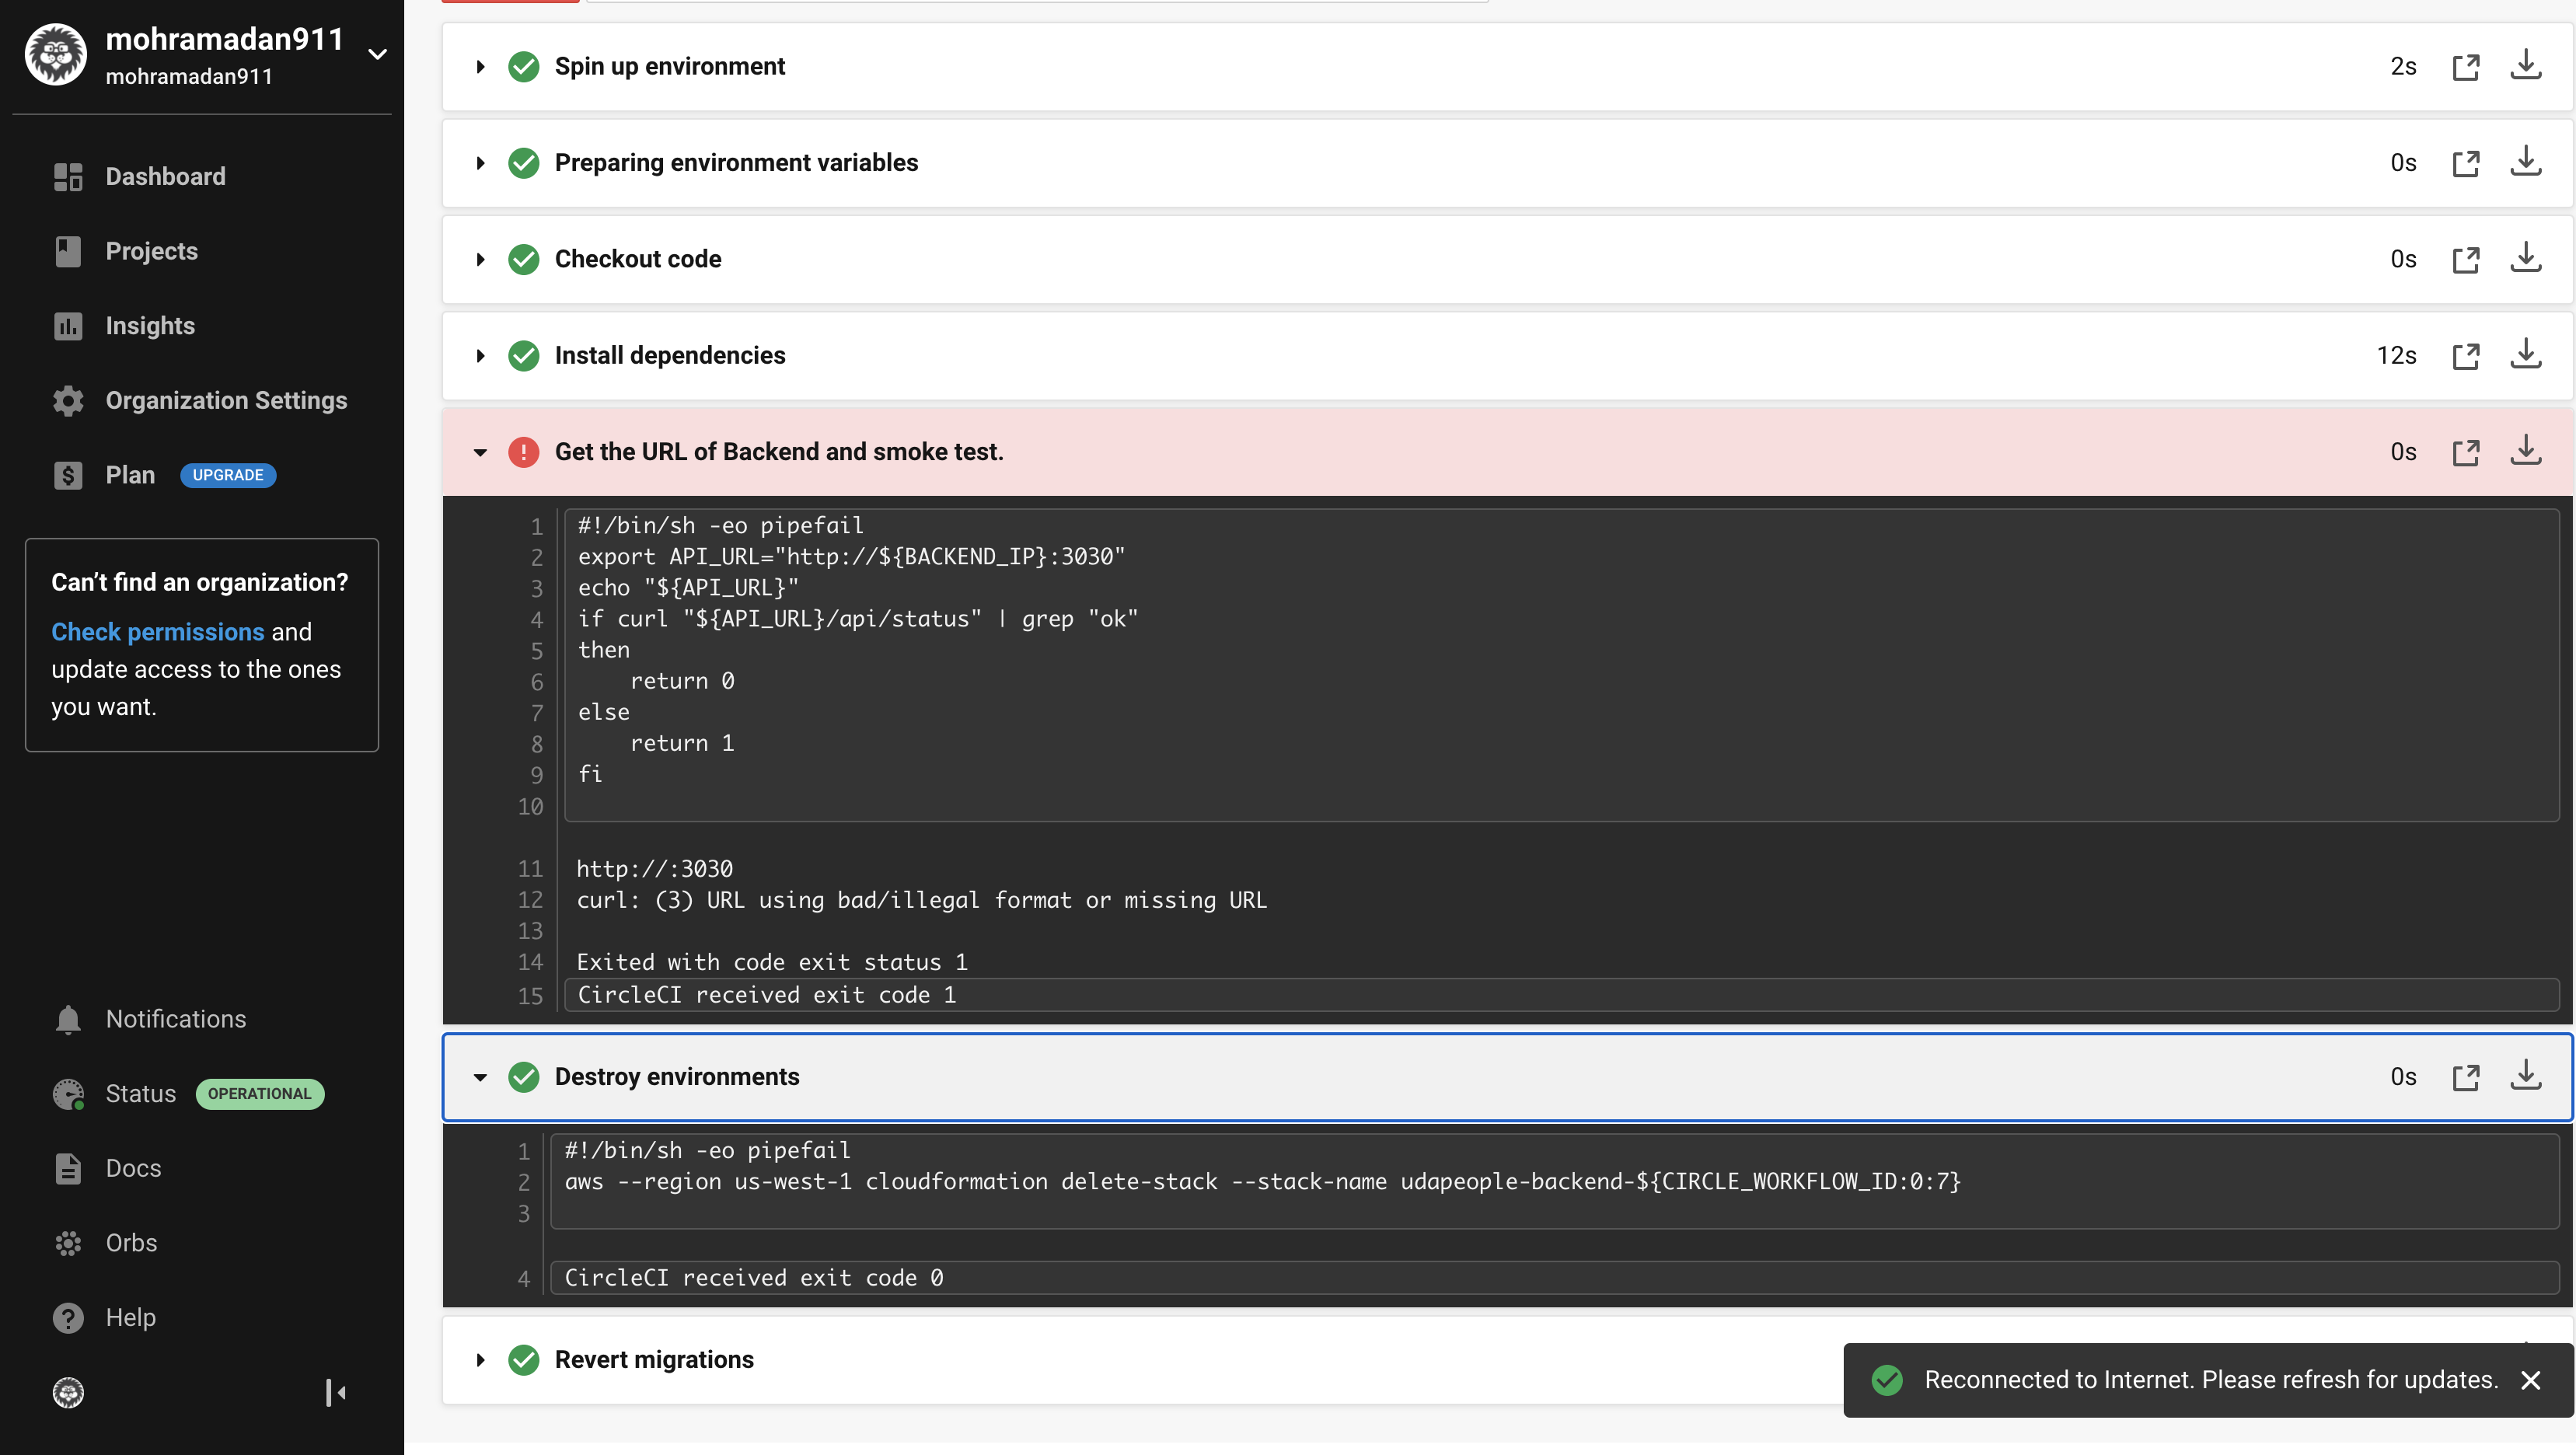 mohramadan911
mohramadan911
Dashboard
Projects
Insights
Organization Settings
Plan UPGRADE
Can’t find an organization?
Check permissions and
update access to the ones
you want.
Notifications
Status OPERATIONAL
Docs
Orbs
Help
Spin up environment 2s
Preparing environment variables 0s
Checkout code 0s
Install dependencies 12s
Get the URL of Backend and smoke test. 0s
1 #!/bin/sh -eo pipefail
2 export API_URL="http://${BACKEND_IP}:3030"
3 echo "${API_URL}"
4 if curl "${API_URL}/api/status" | grep "ok"
5 then
6     return 0
7 else
8     return 1
9 fi
10
11 http://:3030
12 curl: (3) URL using bad/illegal format or missing URL
13
14 Exited with code exit status 1
15 CircleCI received exit code 1
Destroy environments 0s
1 #!/bin/sh -eo pipefail
2 aws --region us-west-1 cloudformation delete-stack --stack-name udapeople-backend-${CIRCLE_WORKFLOW_ID:0:7}
3
4 CircleCI received exit code 0
Revert migrations
Reconnected to Internet. Please refresh for updates.